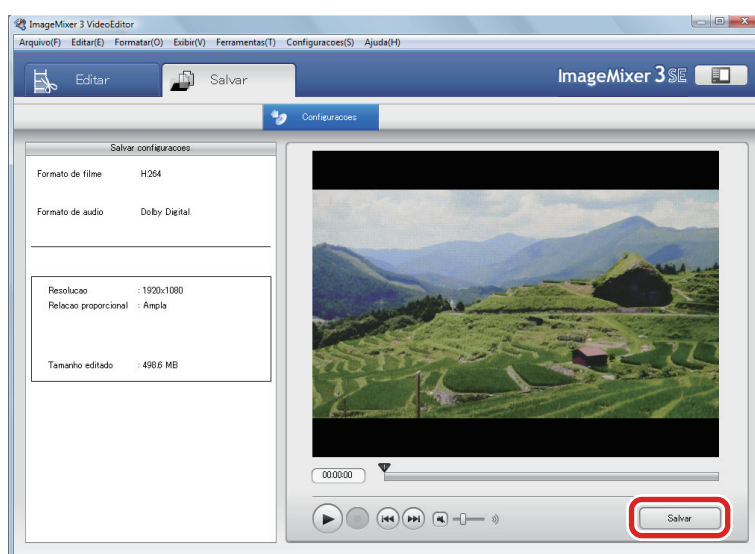 ImageMixer 3 VideoEditor
Arquivo(F) Editar(E) Formatar(O) Exibir(V) Ferramentas(T) Configuracoes(S) Ajuda(H)
Editar
Salvar
ImageMixer 3 SE
Configuracoes
Salvar configuracoes
Formato de filme H.264
Formato de audio Dolby Digital
Resolucao : 1920x1080
Relacao proporcional : Ampla
Tamanho editado : 498.6 MB
00:00:00
Salvar